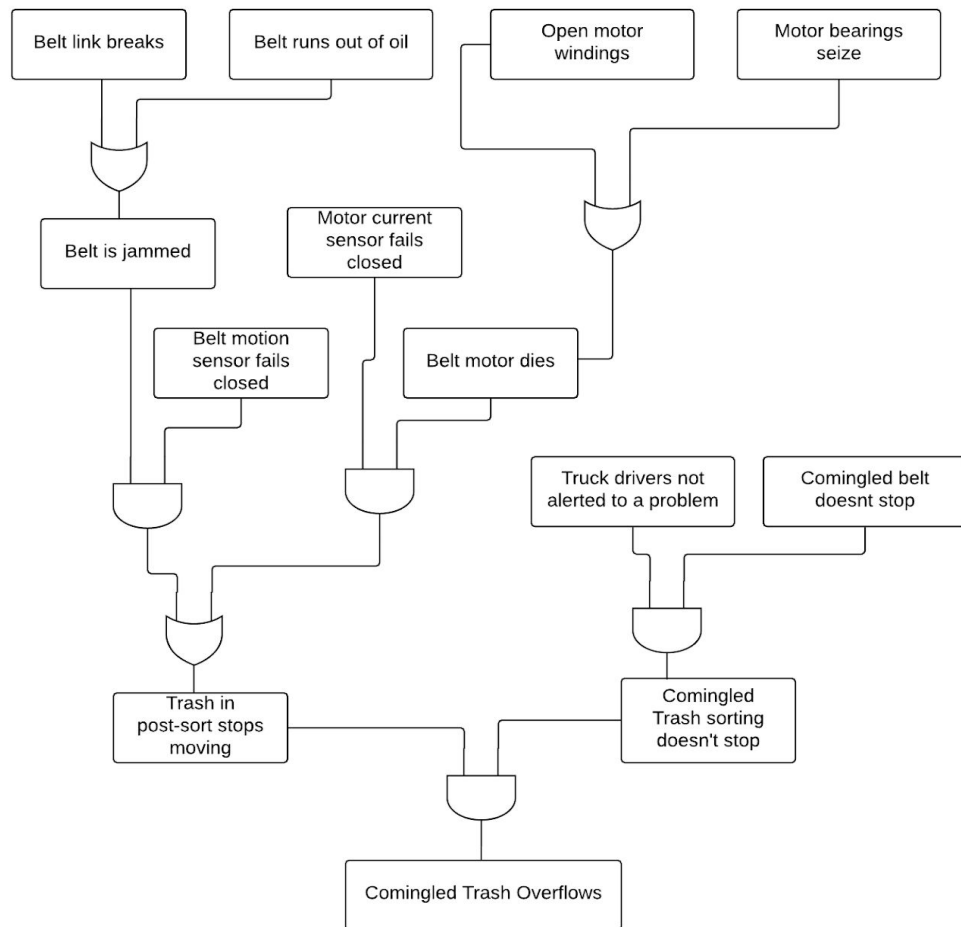 Belt link breaks
Belt runs out of oil
Open motor
windings
Motor bearings
seize
Belt is jammed
Motor current
sensor fails
closed
Belt motion
sensor fails
closed
Belt motor dies
Truck drivers not
alerted to a problem
Comingled belt
doesnt stop
Trash in
post-sort stops
moving
Comingled
Trash sorting
doesn't stop
Comingled Trash Overflows